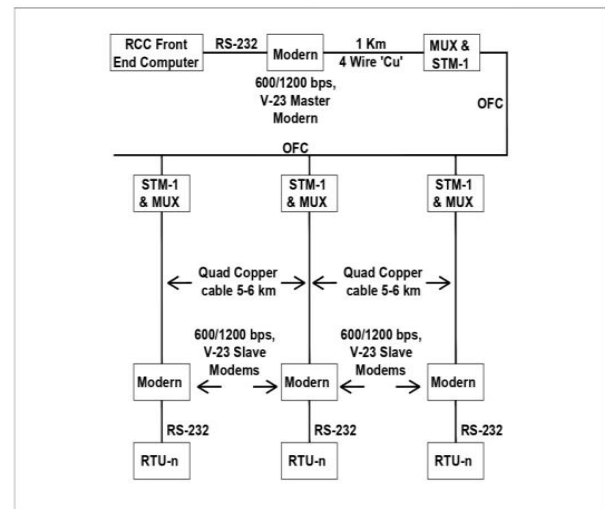 RCC Front
End Computer
RS-232
Modern
1 Km
4 Wire 'Cu'
MUX &
STM-1
600/1200 bps,
V-23 Master
Modern
OFC
OFC
STM-1
& MUX
STM-1
& MUX
STM-1
& MUX
Quad Copper
cable 5-6 km
Quad Copper
cable 5-6 km
600/1200 bps,
V-23 Slave
Modems
600/1200 bps,
V-23 Slave
Modems
Modern
Modern
Modern
RS-232
RS-232
RS-232
RTU-n
RTU-n
RTU-n